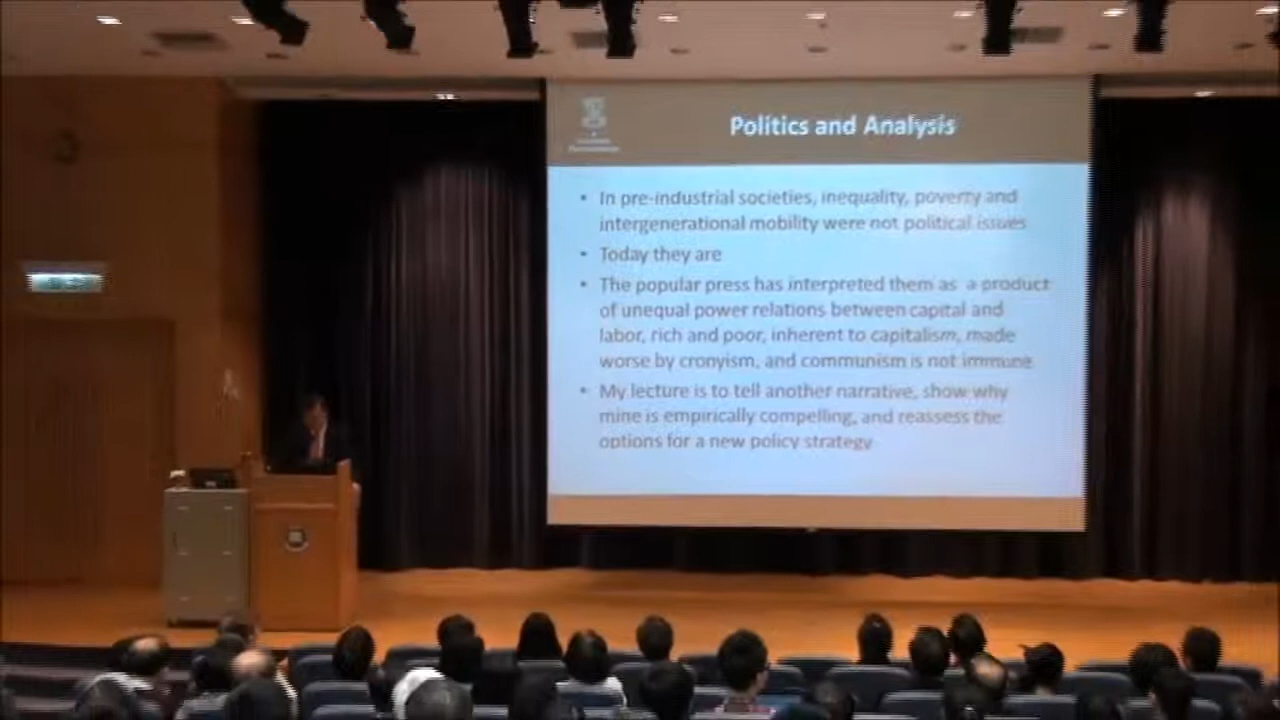 Politics and Analysis
• In pre-industrial societies, inequality, poverty and
intergenerational mobility were not political issues
• Today they are
• The popular press has interpreted them as a product
of unequal power relations between capital and
labor, rich and poor, inherent to capitalism, made
worse by cronyism, and communism is not immune
• My lecture is to tell another narrative, show why
mine is empirically compelling, and reassess the
options for a new policy strategy